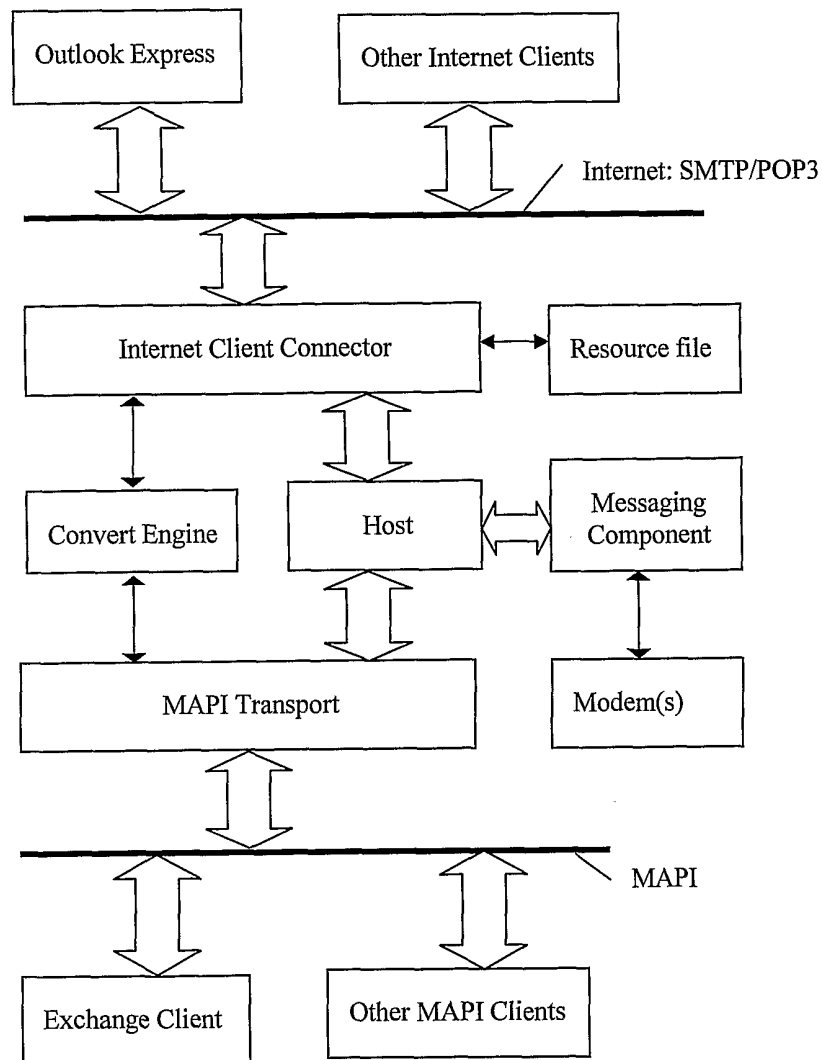 Outlook Express
Other Internet Clients
Internet: SMTP/POP3
Internet Client Connector
Resource file
Convert Engine
Host
Messaging
Component
MAPI Transport
Modem(s)
MAPI
Exchange Client
Other MAPI Clients